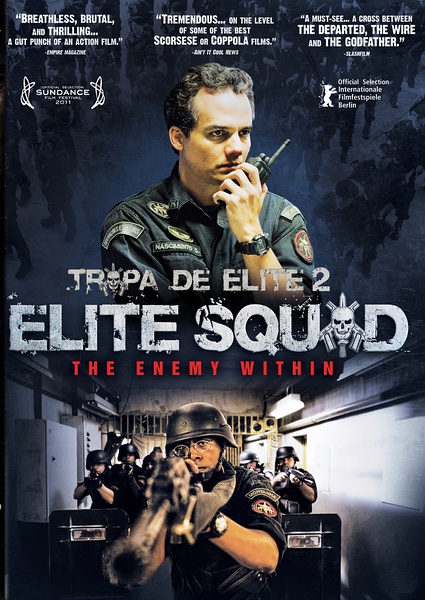 “Breathless, brutal,
and thrilling...
a gut punch of an action film.”
-Empire Magazine
“Tremendous... on the level
of some of the best
Scorsese or Coppola films.”
-Ain't It Cool News
“A must-see... a cross between
The Departed, The Wire
and The Godfather.”
-Slashfilm
OFFICIAL SELECTION
SUNDANCE
FILM FESTIVAL
2011
Official Selection
Internationale
Filmfestspiele
Berlin
NASCIMENTO
TROPA DE ELITE 2
ELITE SQUAD
THE ENEMY WITHIN